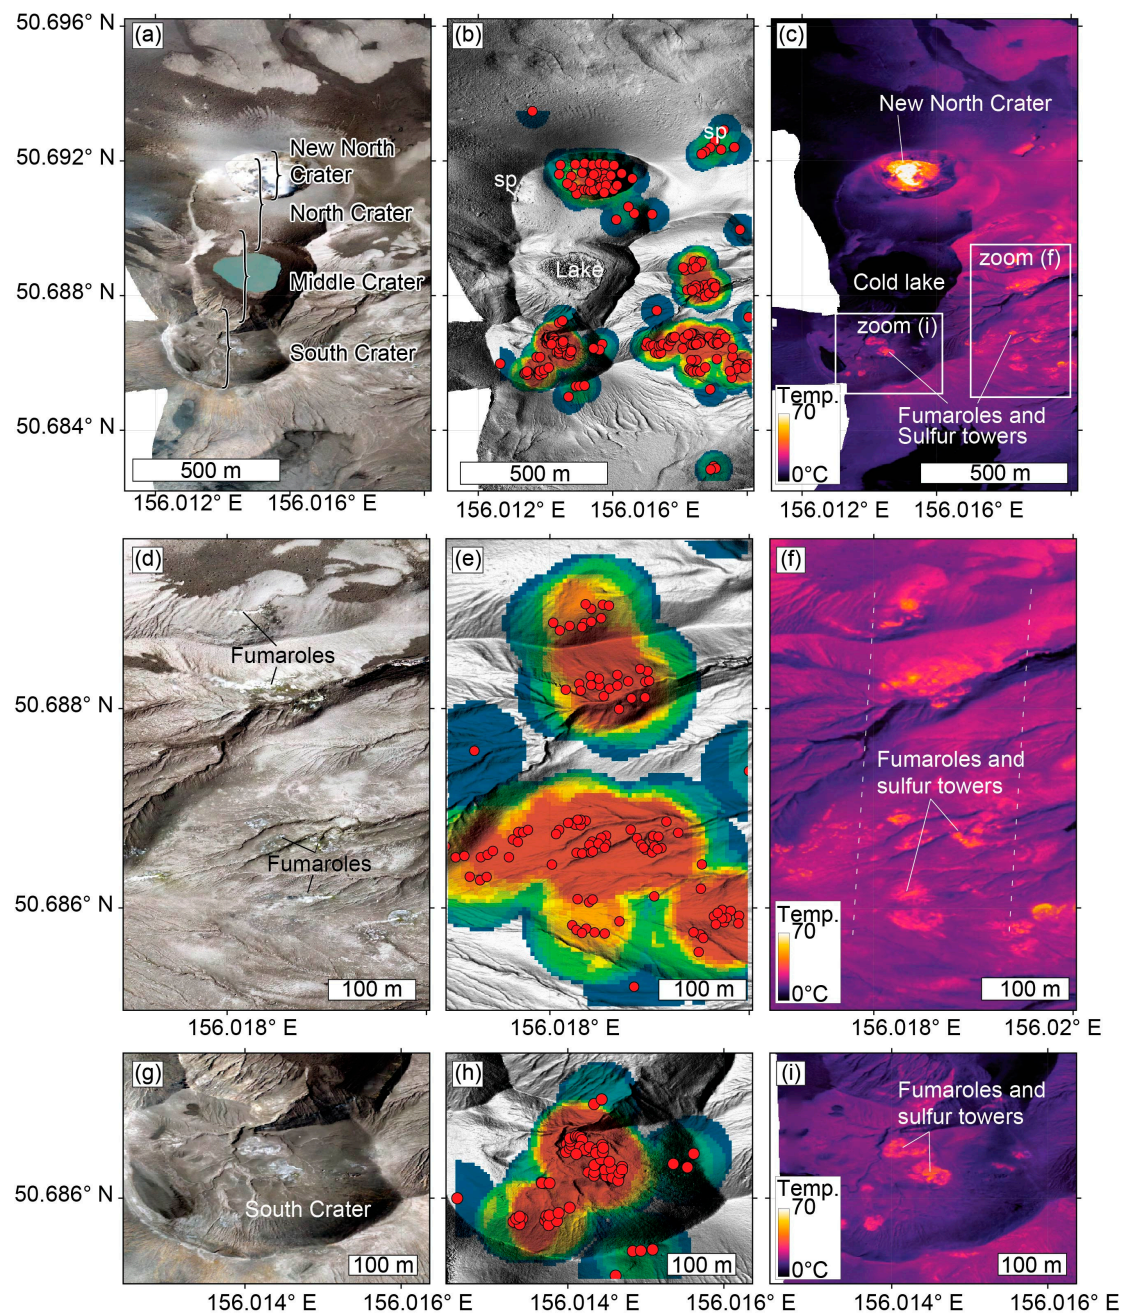 50.696° N
50.692° N
50.688° N
50.684° N
(a)
New North
Crater
North Crater
Middle Crater
South Crater
500 m
156.012° E
156.016° E
(b)
sp
sp
Lake
500 m
156.012° E
156.016° E
(c)
New North Crater
zoom (f)
Cold lake
zoom (i)
Temp.
70
0°C
Fumaroles and
Sulfur towers
500 m
156.012° E
156.016° E
50.688° N
50.686° N
(d)
Fumaroles
Fumaroles
100 m
156.018° E
(e)
100 m
156.018° E
(f)
Fumaroles and
sulfur towers
Temp.
70
0°C
100 m
156.018° E
156.02° E
50.686° N
(g)
South Crater
100 m
156.014° E
156.016° E
(h)
100 m
156.014° E
156.016° E
(i)
Fumaroles and
sulfur towers
Temp.
70
0°C
100 m
156.014° E
156.016° E